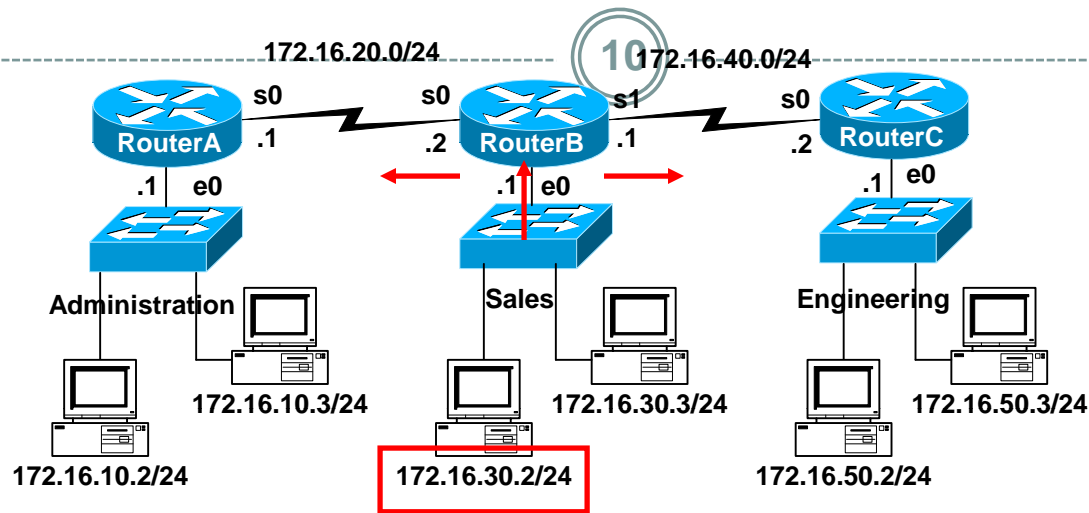 172.16.20.0/24
10
172.16.40.0/24
s0
s0
s1
s0
RouterA
.1
.2
RouterB
.1
.2
RouterC
.1
e0
.1
e0
.1
e0
Administration
Sales
Engineering
172.16.10.3/24
172.16.30.3/24
172.16.50.3/24
172.16.10.2/24
172.16.30.2/24
172.16.50.2/24